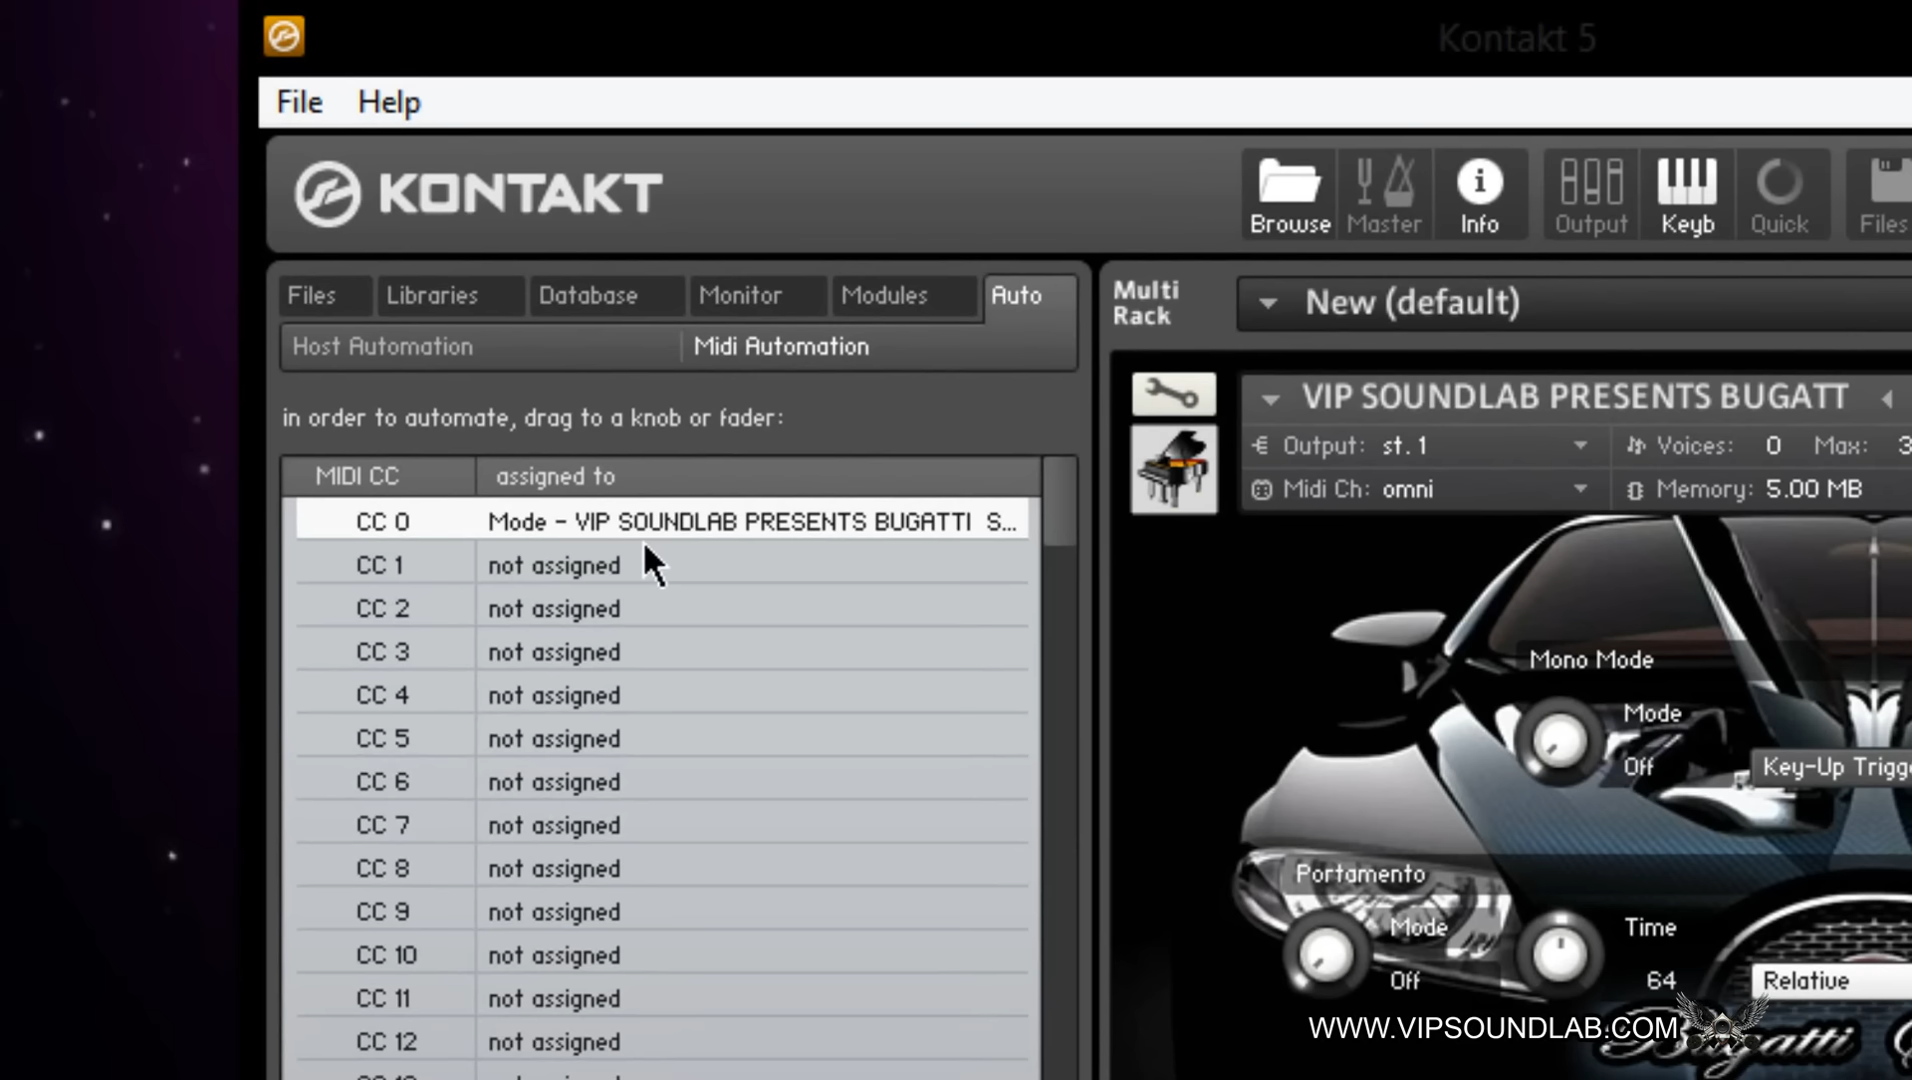 Kontakt 5
File Help
KONTAKT
Browse Master Info Output Keyb Quick Files
Files Libraries Database Monitor Modules Auto
Host Automation Midi Automation
in order to automate, drag to a knob or fader:
MIDI CC assigned to
CC 0 Mode - VIP SOUNDLAB PRESENTS BUGATTI S...
CC 1 not assigned
CC 2 not assigned
CC 3 not assigned
CC 4 not assigned
CC 5 not assigned
CC 6 not assigned
CC 7 not assigned
CC 8 not assigned
CC 9 not assigned
CC 10 not assigned
CC 11 not assigned
CC 12 not assigned
Multi
Rack
New (default)
VIP SOUNDLAB PRESENTS BUGATT
Output: st. 1 Voices: 0 Max: 3
Midi Ch: omni Memory: 5.00 MB
Mono Mode
Mode
Off
Key-Up Trigg
Portamento
Mode Time
Off 64
Relative
WWW.VIPSOUNDLAB.COM
Bugatti